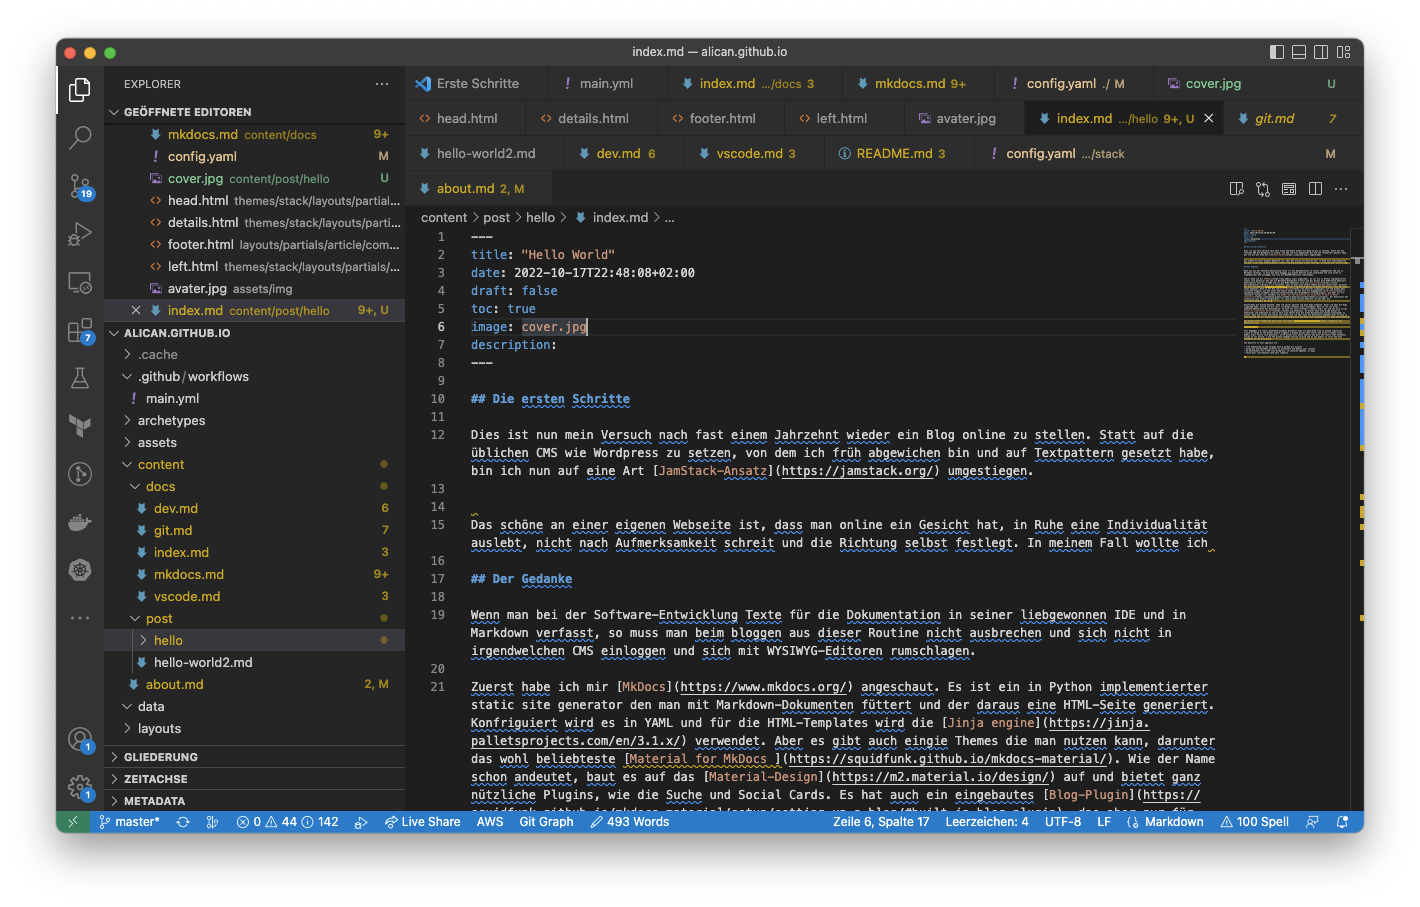 index.md — alican.github.io
EXPLORER
Erste Schritte
main.yml
index.md .../docs 3
mkdocs.md 9+
config.yaml ./ M
cover.jpg U
GEÖFFNETE EDITOREN
head.html
details.html
footer.html
left.html
avater.jpg
index.md .../hello 9+, U
git.md 7
mkdocs.md content/docs 9+
config.yaml M
cover.jpg content/post/hello U
head.html themes/stack/layouts/partial...
details.html themes/stack/layouts/parti...
footer.html layouts/partials/article/com...
left.html themes/stack/layouts/partials/...
avater.jpg assets/img
index.md content/post/hello 9+, U
hello-world2.md
dev.md 6
vscode.md 3
README.md 3
config.yaml .../stack M
about.md 2, M
content > post > hello > index.md > ...
ALICAN.GITHUB.IO
.cache
.github/workflows
main.yml
archetypes
assets
content
docs
dev.md 6
git.md 7
index.md 3
mkdocs.md 9+
vscode.md 3
post
hello
hello-world2.md
about.md 2, M
data
layouts
GLIEDERUNG
ZEITACHSE
METADATA
19
7
1
1
1 ---
2 title: "Hello World"
3 date: 2022-10-17T22:48:08+02:00
4 draft: false
5 toc: true
6 image: cover.jpg
7 description:
8 ---
9
10 ## Die ersten Schritte
11
12 Dies ist nun mein Versuch nach fast einem Jahrzehnt wieder ein Blog online zu stellen. Statt auf die
üblichen CMS wie Wordpress zu setzen, von dem ich früh abgewichen bin und auf Textpattern gesetzt habe,
bin ich nun auf eine Art [JamStack-Ansatz](https://jamstack.org/) umgestiegen.
13
14
15 Das schöne an einer eigenen Webseite ist, dass man online ein Gesicht hat, in Ruhe eine Individualität
auslebt, nicht nach Aufmerksamkeit schreit und die Richtung selbst festlegt. In meinem Fall wollte ich
16
17 ## Der Gedanke
18
19 Wenn man bei der Software-Entwicklung Texte für die Dokumentation in seiner liebgewonnen IDE und in
Markdown verfasst, so muss man beim bloggen aus dieser Routine nicht ausbrechen und sich nicht in
irgendwelchen CMS einloggen und sich mit WYSIWYG-Editoren rumschlagen.
20
21 Zuerst habe ich mir [MkDocs](https://www.mkdocs.org/) angeschaut. Es ist ein in Python implementierter
static site generator den man mit Markdown-Dokumenten füttert und der daraus eine HTML-Seite generiert.
Konfriguiert wird es in YAML und für die HTML-Templates wird die [Jinja engine](https://jinja.
palletsprojects.com/en/3.1.x/) verwendet. Aber es gibt auch eingie Themes die man nutzen kann, darunter
das wohl beliebteste [Material for MkDocs ](https://squidfunk.github.io/mkdocs-material/). Wie der Name
schon andeutet, baut es auf das [Material-Design](https://m2.material.io/design/) auf und bietet ganz
nützliche Plugins, wie die Suche und Social Cards. Es hat auch ein eingebautes [Blog-Plugin](https://
master*
0 44 142
Live Share
AWS
Git Graph
493 Words
Zeile 6, Spalte 17
Leerzeichen: 4
UTF-8
LF
Markdown
100 Spell